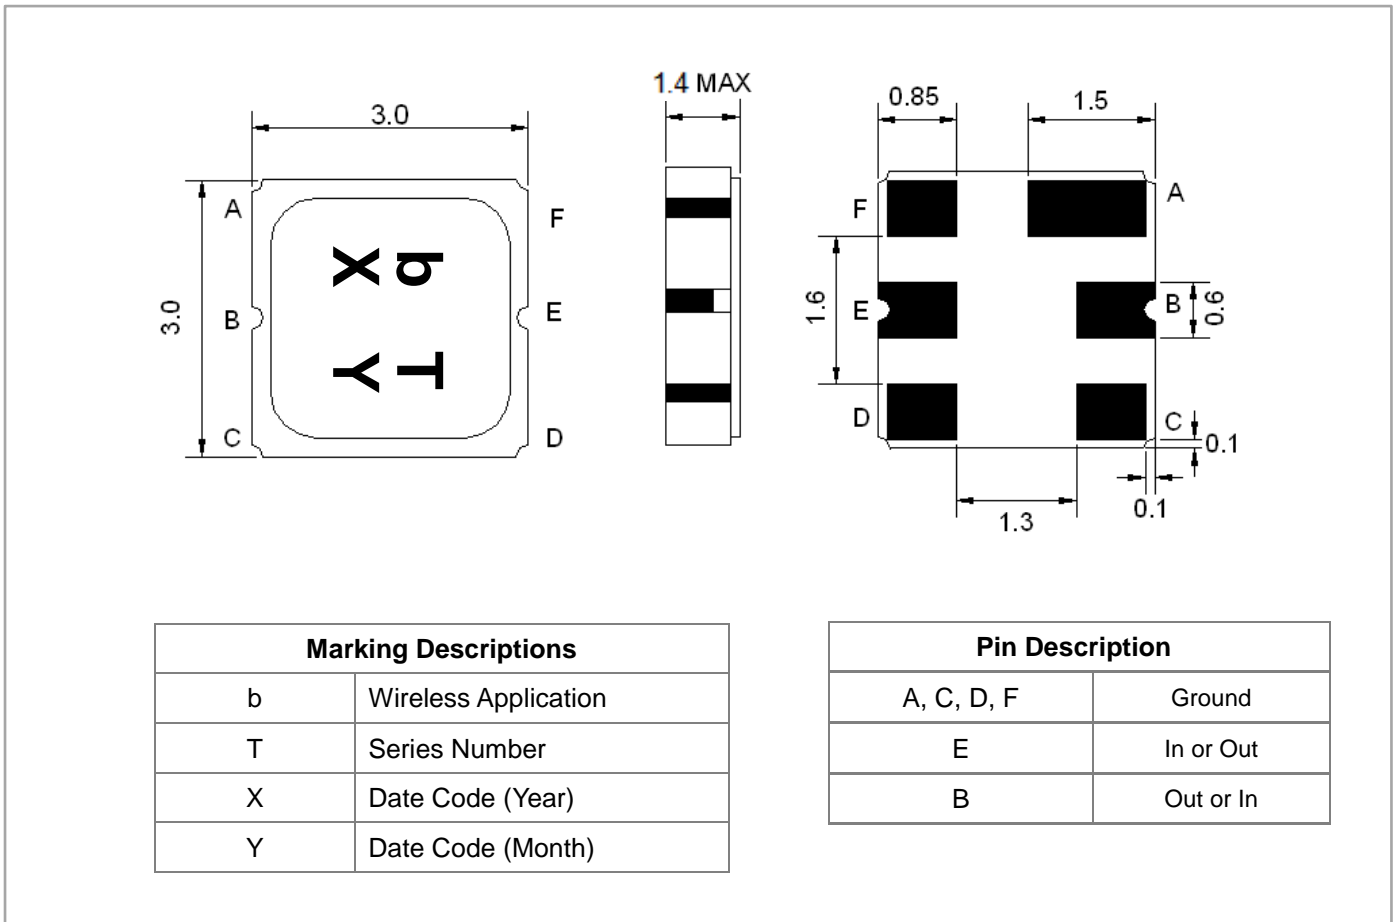 1.4 MAX
3.0
0.85
1.5
A
F
F
A
b
X
3.0
B
E
1.6
E
B
0.6
T
Y
C
D
D
C
0.1
0.1
1.3
Marking Descriptions
b Wireless Application
T Series Number
X Date Code (Year)
Y Date Code (Month)
Pin Description
A, C, D, F Ground
E In or Out
B Out or In